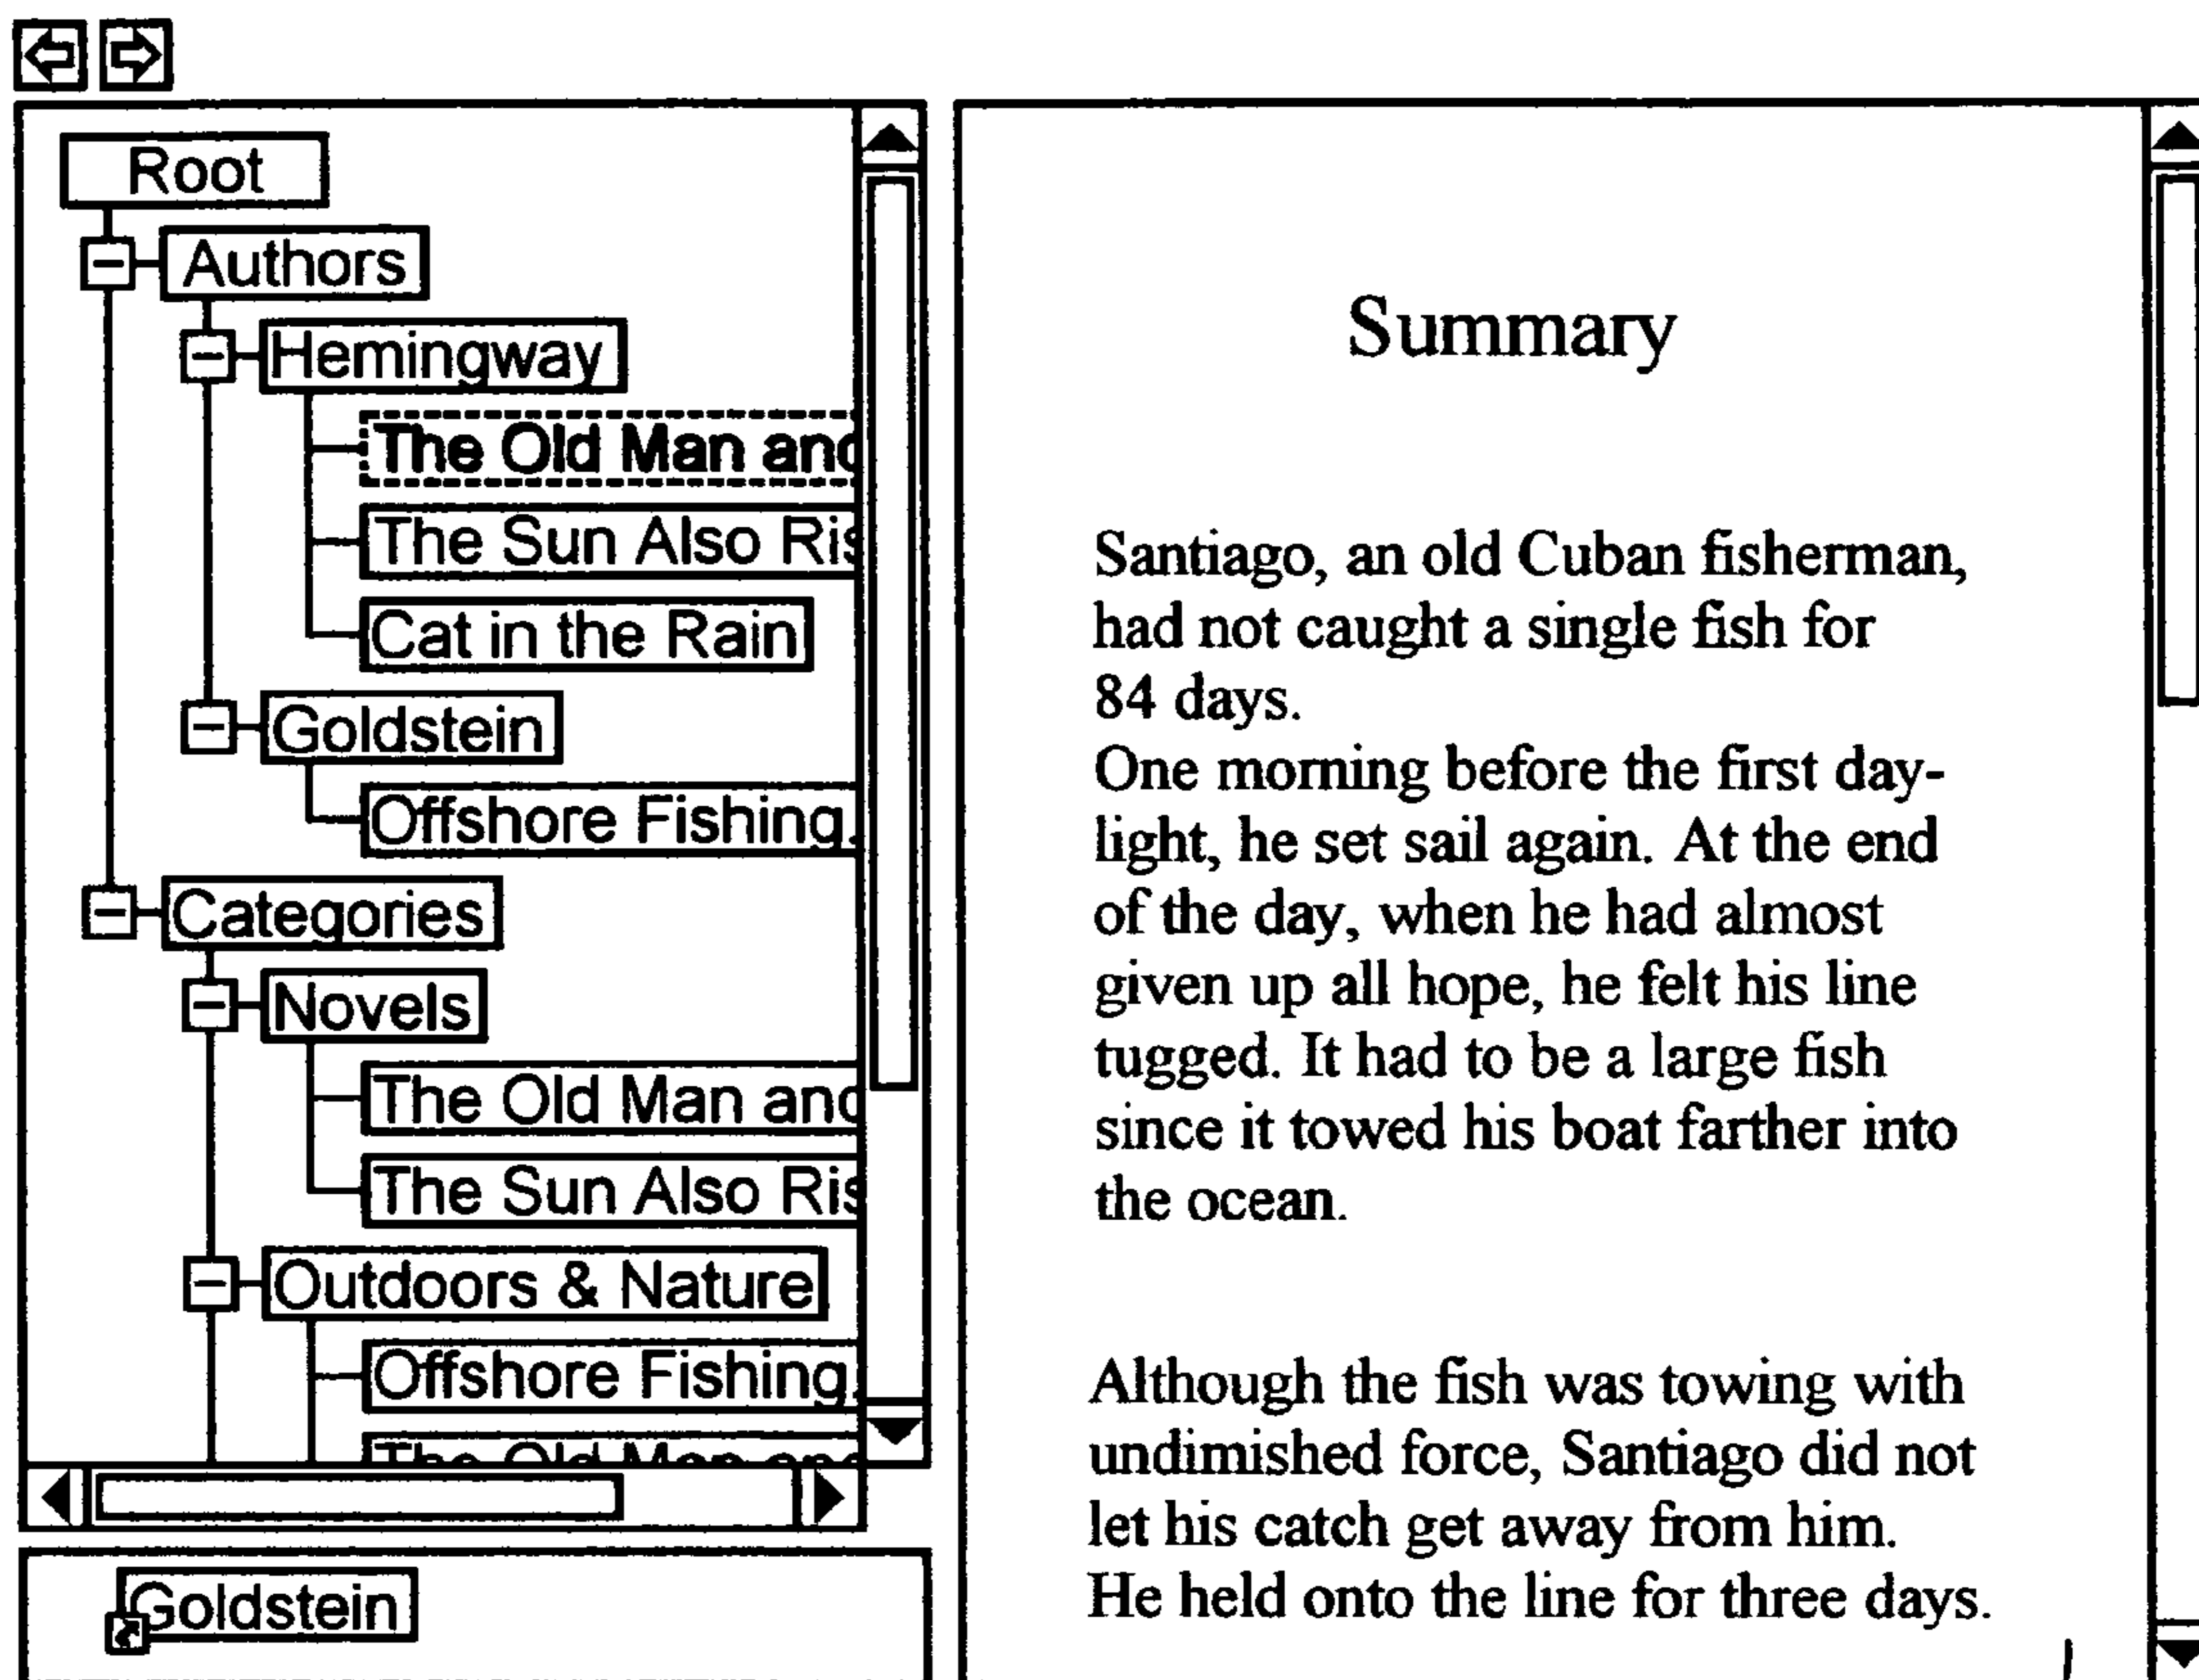 Root
Authors
Hemingway
The Old Man and
The Sun Also Ris
Cat in the Rain
Goldstein
Offshore Fishing.
Categories
Novels
The Old Man and
The Sun Also Ris
Outdoors & Nature
Offshore Fishing.
The Old Man and
Goldstein
Summary
Santiago, an old Cuban fisherman,
had not caught a single fish for
84 days.
One morning before the first day-
light, he set sail again. At the end
of the day, when he had almost
given up all hope, he felt his line
tugged. It had to be a large fish
since it towed his boat farther into
the ocean.
Although the fish was towing with
undimished force, Santiago did not
let his catch get away from him.
He held onto the line for three days.